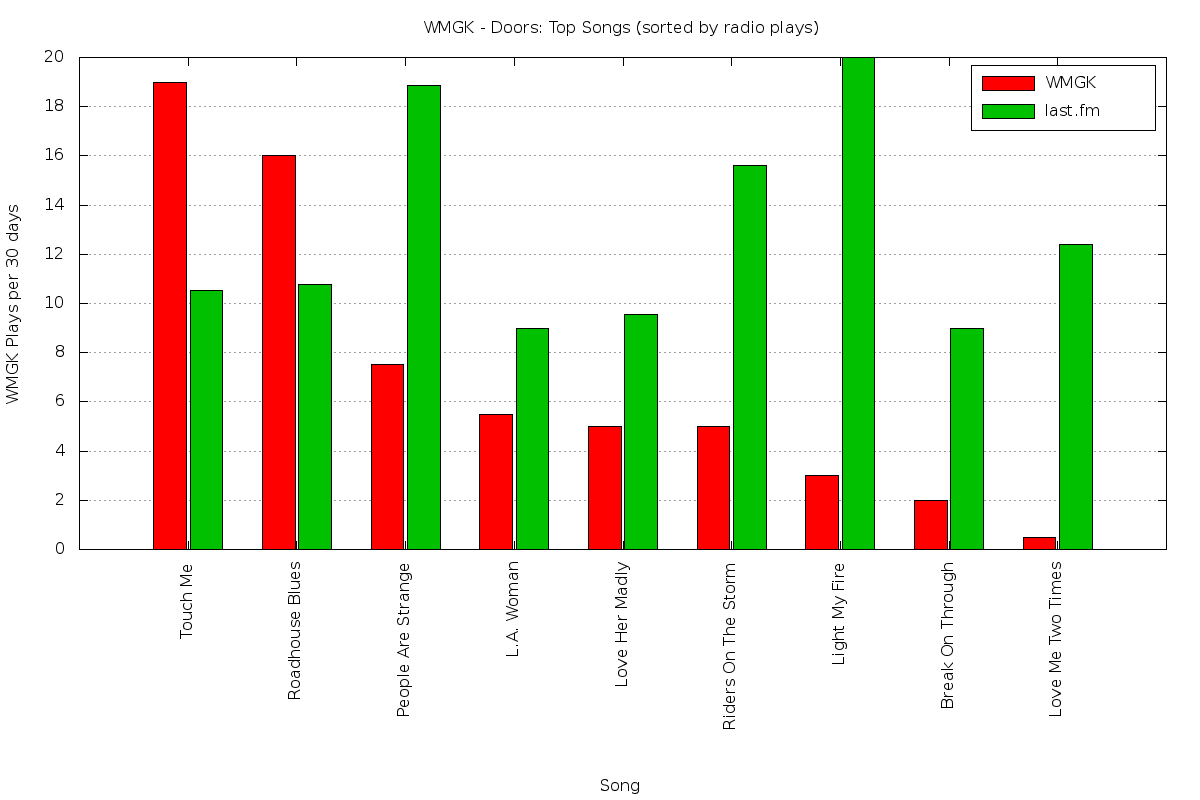 WMGK - Doors: Top Songs (sorted by radio plays)
WMGK
last.fm
20
18
16
14
12
10
8
6
4
2
0
WMGK Plays per 30 days
Touch Me
Roadhouse Blues
People Are Strange
L.A. Woman
Love Her Madly
Riders On The Storm
Light My Fire
Break On Through
Love Me Two Times
Song